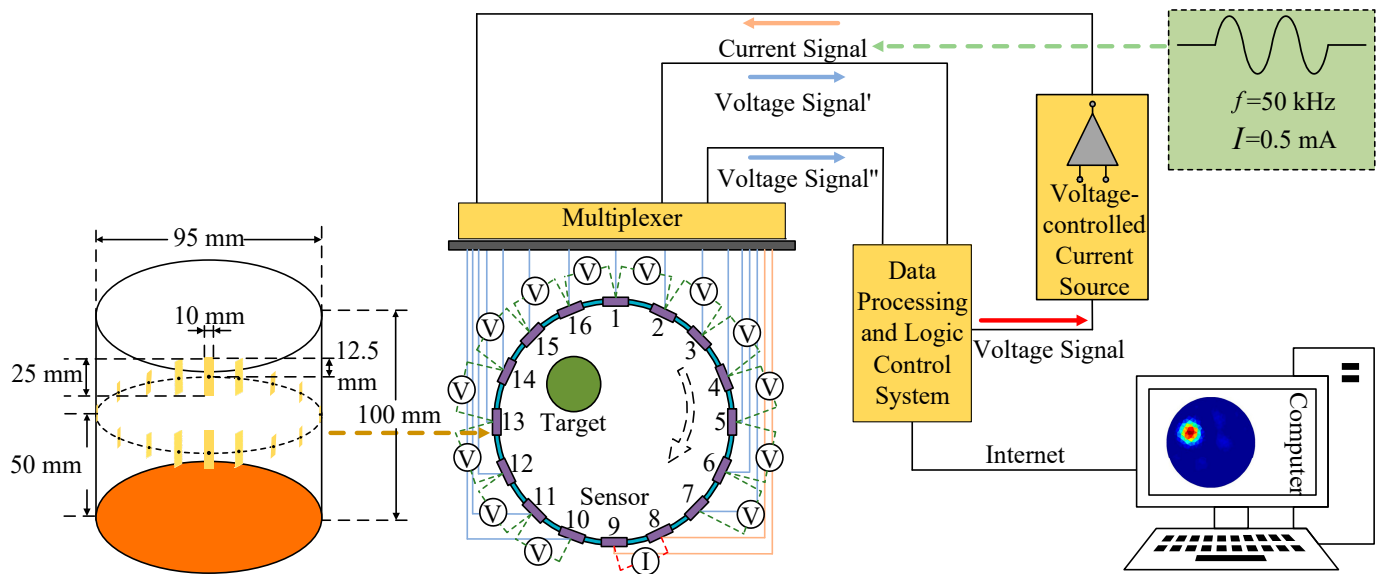 Current Signal
Voltage Signal'
Voltage Signal"
f=50 kHz
I=0.5 mA
Voltage-
controlled
Current
Source
Multiplexer
Data
Processing
and Logic
Control
System
Voltage Signal
Internet
Computer
95 mm
10 mm
25 mm
12.5
mm
100 mm
50 mm
V
V
V
V
V
V
V
V
V
V
V
V
V
I
1
2
3
4
5
6
7
8
9
10
11
12
13
14
15
16
Target
Sensor